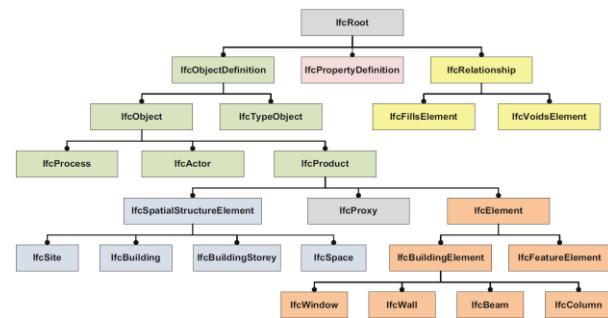 IfcRoot
IfcObjectDefinition
IfcPropertyDefinition
IfcRelationship
IfcObject
IfcTypeObject
IfcFillsElement
IfcVoidsElement
IfcProcess
IfcActor
IfcProduct
IfcSpatialStructureElement
IfcProxy
IfcElement
IfcSite
IfcBuilding
IfcBuildingStorey
IfcSpace
IfcBuildingElement
IfcFeatureElement
IfcWindow
IfcWall
IfcBeam
IfcColumn